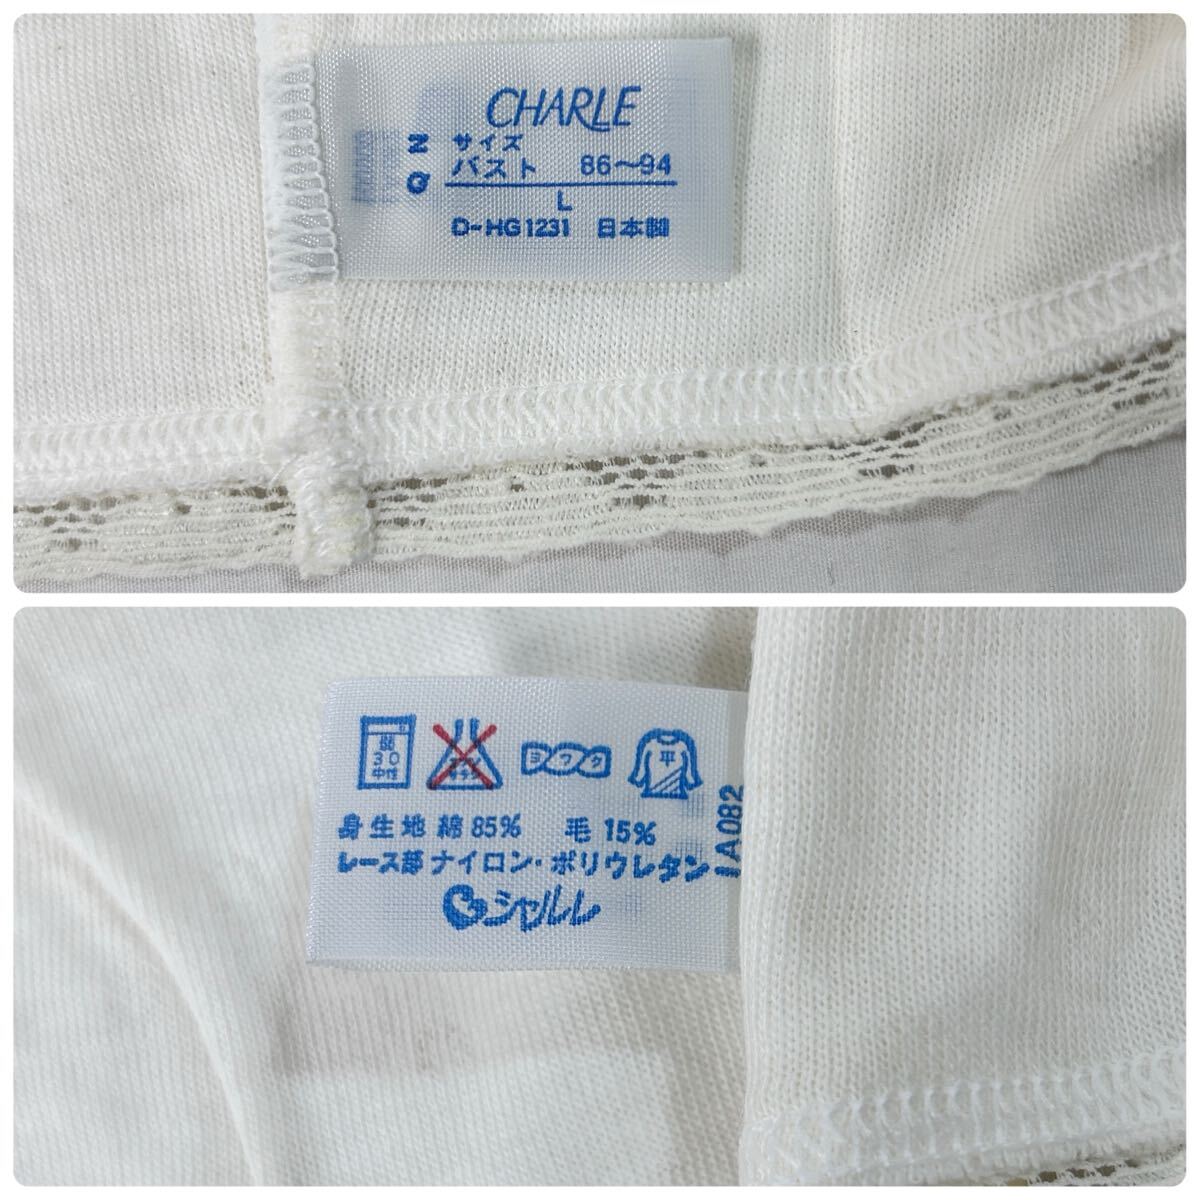 CHARLE
サイズ
バスト 86～94
L
D-HG1231 日本製
N
Q
30
中性
ヨワク
平
身生地 綿85% 毛15%
レース部 ナイロン・ポリウレタン
シャルレ
IA082